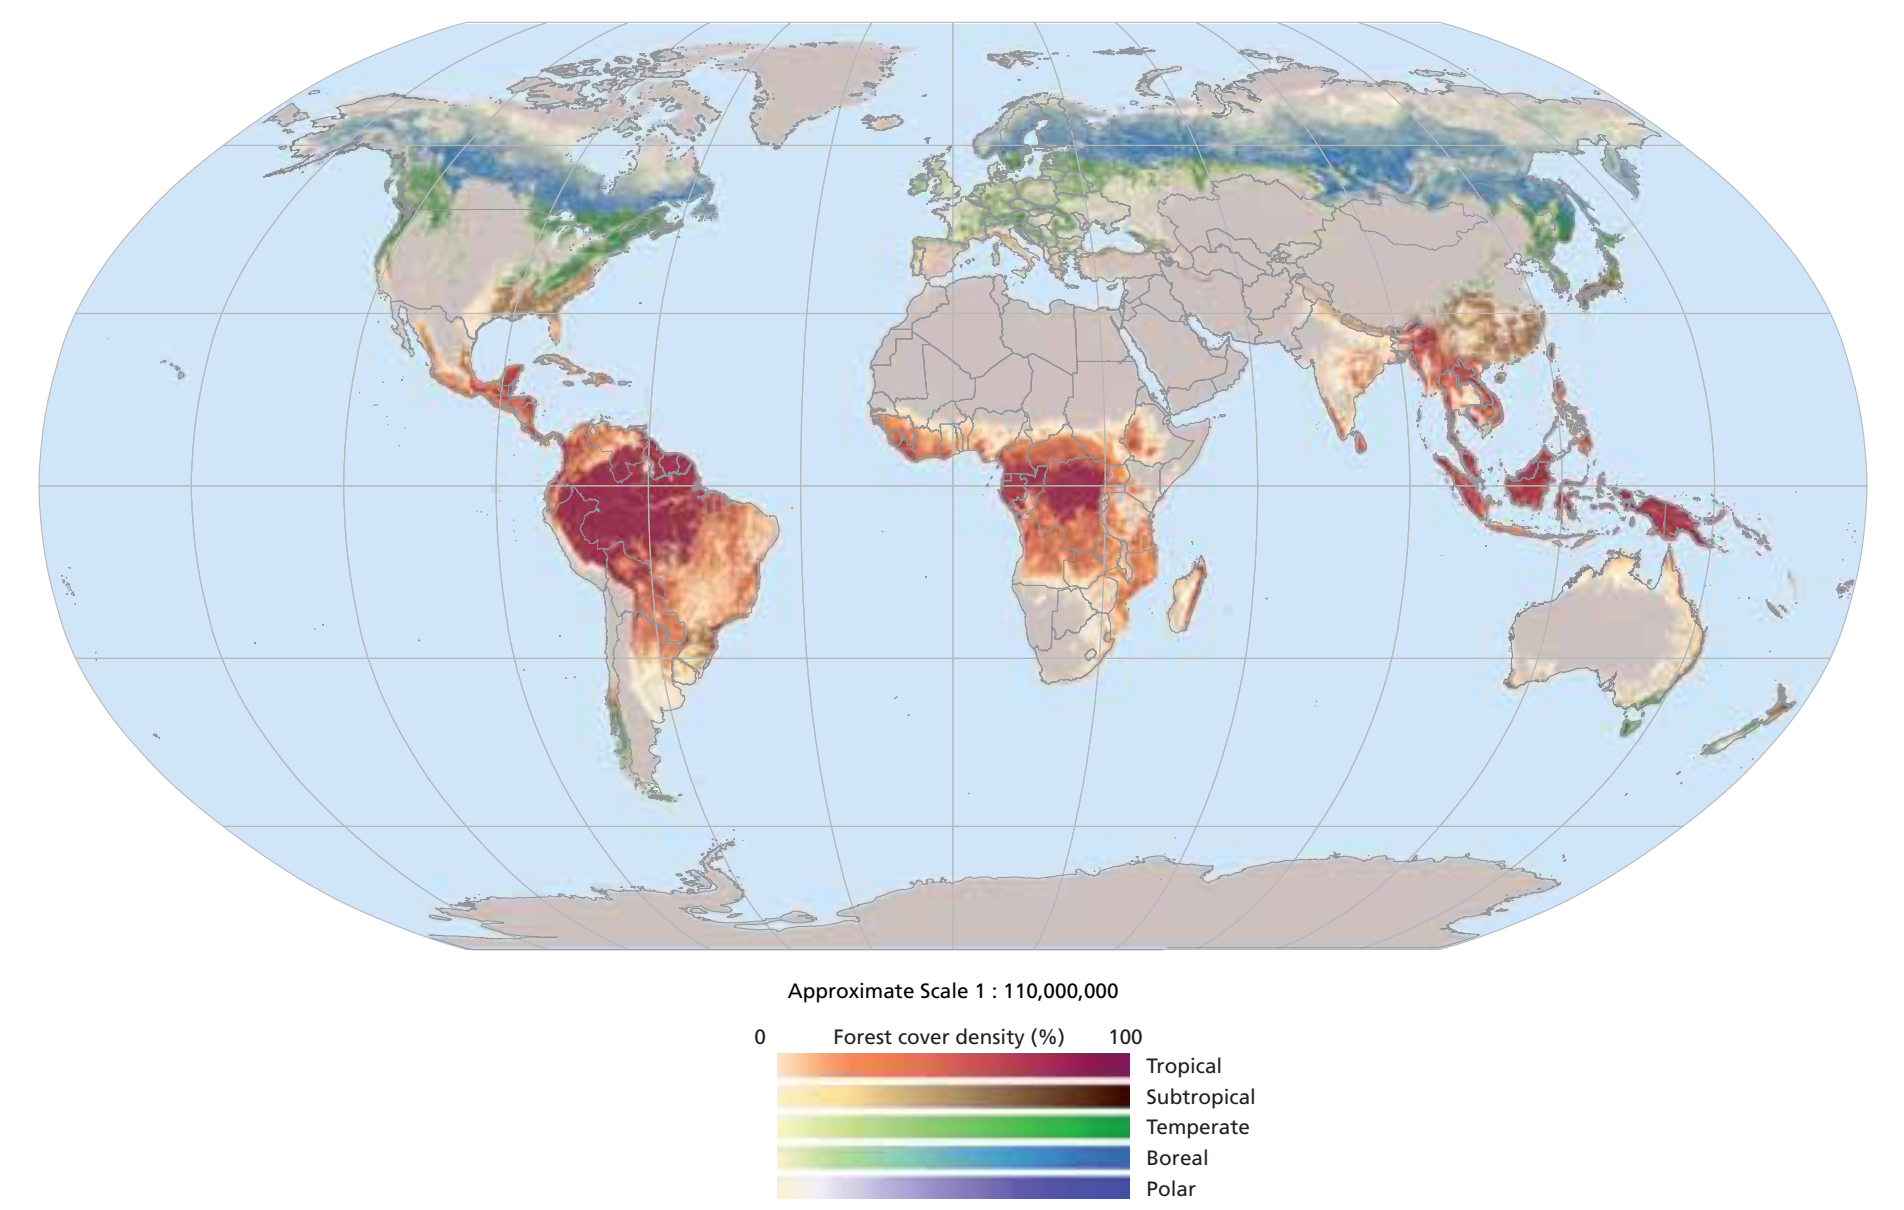 Approximate Scale 1 : 110,000,000
0 Forest cover density (%) 100
Tropical
Subtropical
Temperate
Boreal
Polar